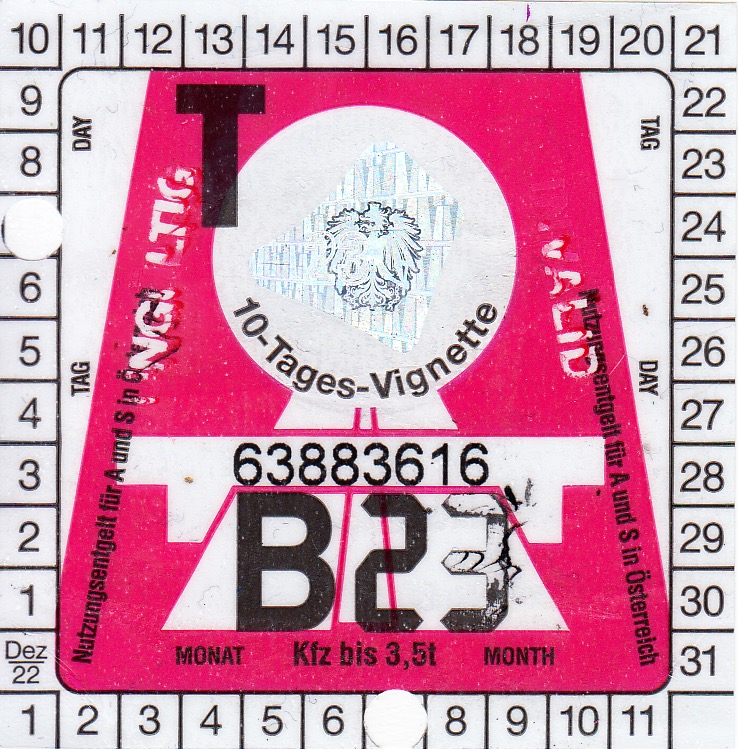 10 11 12 13 14 15 16 17 18 19 20 21
9 22
8 23
24
6 25
5 26
4 27
3 28
2 29
1 30
Dez 22 31
1 2 3 4 5 6 8 9 10 11
DAY
TAG
T
TAG
DAY
10-Tages-Vignette
VALID
63883616
B23
Nutzungsentgelt für A und S in
Nutzungsentgelt für A und S in Österreich
MONAT Kfz bis 3,5t MONTH